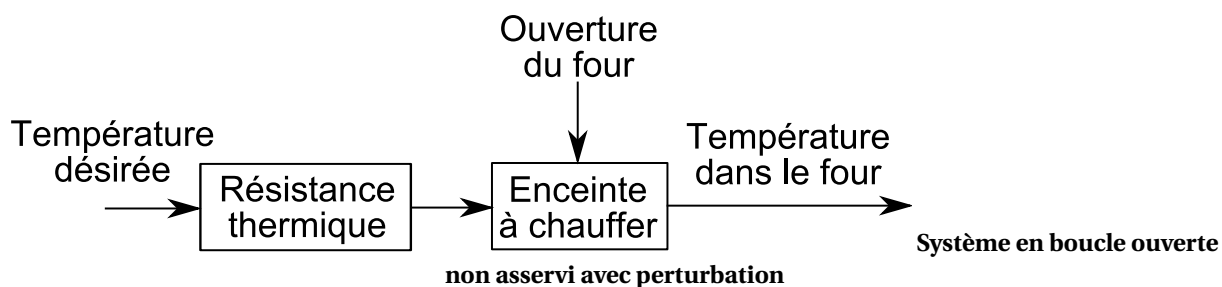 Ouverture
du four
Température
désirée
Résistance
thermique
Enceinte
à chauffer
Température
dans le four
Système en boucle ouverte
non asservi avec perturbation